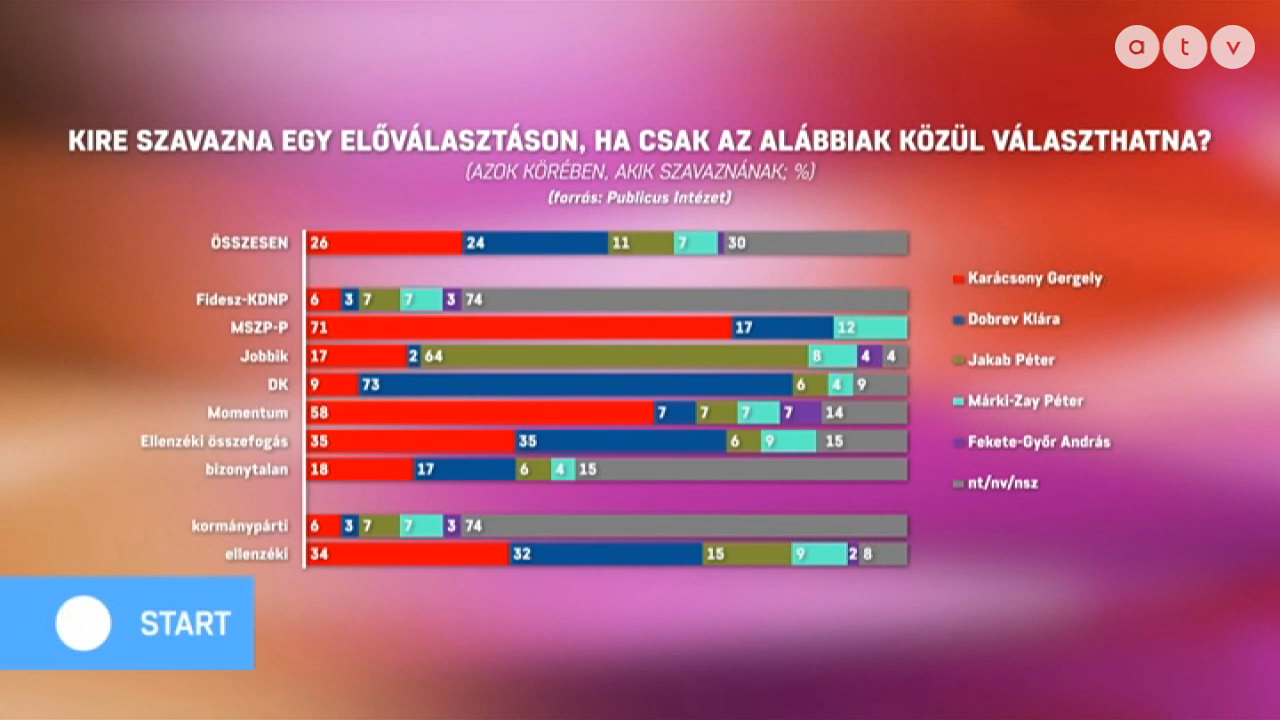 atv
KIRE SZAVAZNA EGY ELŐVÁLASZTÁSON, HA CSAK AZ ALÁBBIAK KÖZÜL VÁLASZTHATNA?
(AZOK KÖRÉBEN, AKIK SZAVAZNÁNAK; %)
(forrás: Publicus Intézet)
ÖSSZESEN 26 24 11 7 30
Fidesz-KDNP 6 3 7 7 3 74
MSZP-P 71 17 12
Jobbik 17 2 64 8 4 4
DK 9 73 6 4 9
Momentum 58 7 7 7 7 14
Ellenzéki összefogás 35 35 6 9 15
bizonytalan 18 17 6 4 15
kormánypárti 6 3 7 7 3 74
ellenzéki 34 32 15 9 2 8
Karácsony Gergely
Dobrev Klára
Jakab Péter
Márki-Zay Péter
Fekete-Győr András
nt/nv/nsz
START